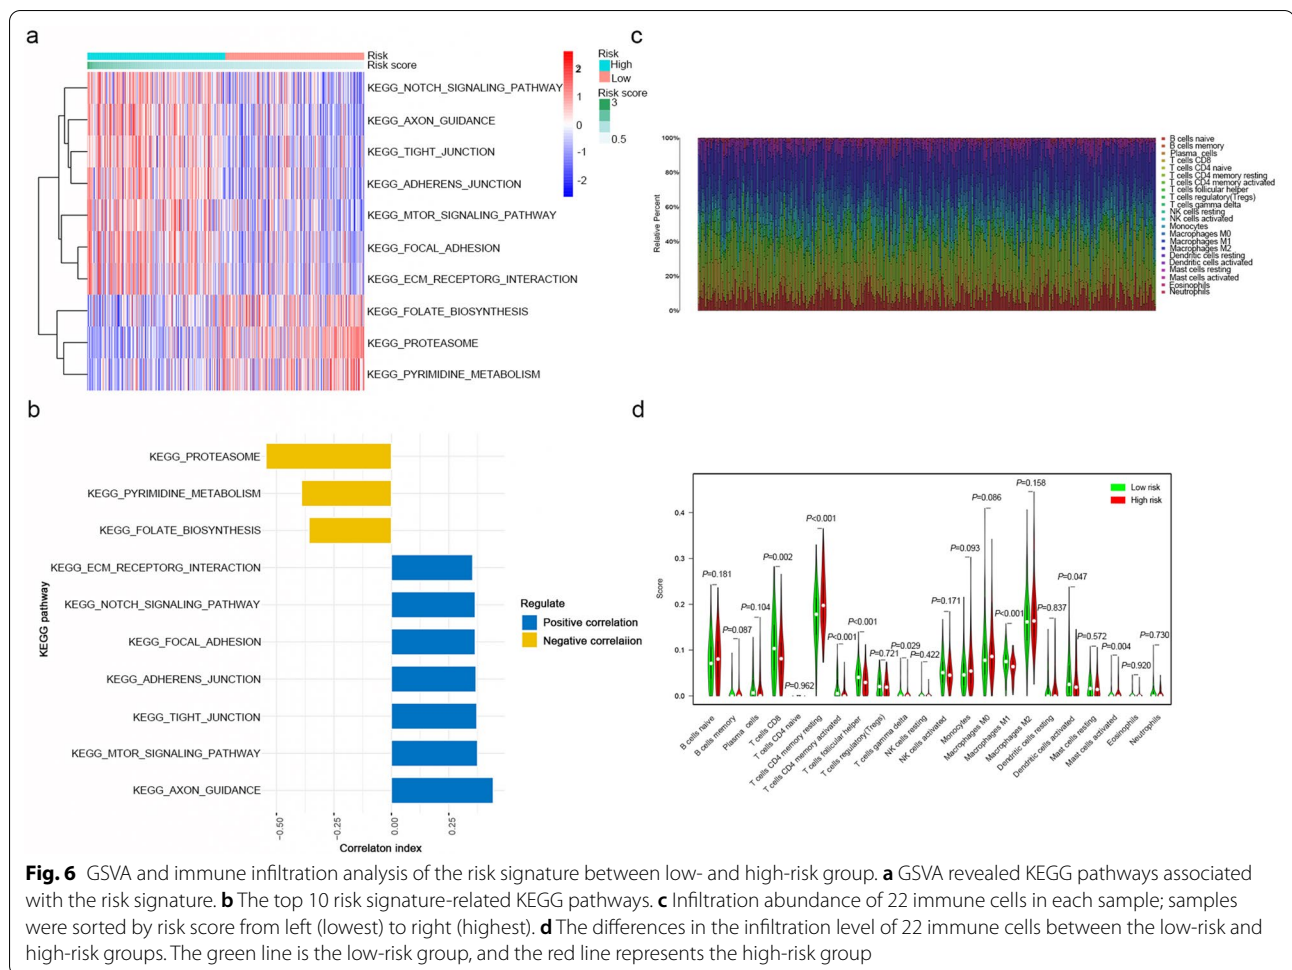 a
Risk
Risk score
KEGG_NOTCH_SIGNALING_PATHWAY
KEGG_AXON_GUIDANCE
KEGG_TIGHT_JUNCTION
KEGG_ADHERENS_JUNCTION
KEGG_MTOR_SIGNALING_PATHWAY
KEGG_FOCAL_ADHESION
KEGG_ECM_RECEPTORG_INTERACTION
KEGG_FOLATE_BIOSYNTHESIS
KEGG_PROTEASOME
KEGG_PYRIMIDINE_METABOLISM
2
1
0
-1
-2
Risk
High
Low
Risk score
3
0.5
b
KEGG pathway
KEGG_PROTEASOME
KEGG_PYRIMIDINE_METABOLISM
KEGG_FOLATE_BIOSYNTHESIS
KEGG_ECM_RECEPTORG_INTERACTION
KEGG_NOTCH_SIGNALING_PATHWAY
KEGG_FOCAL_ADHESION
KEGG_ADHERENS_JUNCTION
KEGG_TIGHT_JUNCTION
KEGG_MTOR_SIGNALING_PATHWAY
KEGG_AXON_GUIDANCE
-0.50
-0.25
0.00
0.25
Correlaton index
Regulate
Positive correlation
Negative correlaiion
c
Relative Percent
100%
80%
60%
40%
20%
0%
B cells naive
B cells memory
Plasma cells
T cells CD8
T cells CD4 naive
T cells CD4 memory resting
T cells CD4 memory activated
T cells follicular helper
T cells regulatory(Tregs)
T cells gamma delta
NK cells resting
NK cells activated
Monocytes
Macrophages M0
Macrophages M1
Macrophages M2
Dendritic cells resting
Dendritic cells activated
Mast cells resting
Mast cells activated
Eosinophils
Neutrophils
d
Score
0.4
0.3
0.2
0.1
0.0
P=0.181
P=0.087
P=0.104
P=0.002
P=0.962
P<0.001
P<0.001
P<0.001
P=0.721
P=0.029
P=0.422
P=0.171
P=0.093
P=0.086
P<0.001
P=0.158
P=0.837
P=0.047
P=0.572
P=0.004
P=0.920
P=0.730
Low risk
High risk
B cells naive
B cells memory
Plasma cells
T cells CD8
T cells CD4 naive
T cells CD4 memory resting
T cells CD4 memory activated
T cells follicular helper
T cells regulatory(Tregs)
T cells gamma delta
NK cells resting
NK cells activated
Monocytes
Macrophages M0
Macrophages M1
Macrophages M2
Dendritic cells resting
Dendritic cells activated
Mast cells resting
Mast cells activated
Eosinophils
Neutrophils
Fig. 6 GSVA and immune infiltration analysis of the risk signature between low- and high-risk group. a GSVA revealed KEGG pathways associated
with the risk signature. b The top 10 risk signature-related KEGG pathways. c Infiltration abundance of 22 immune cells in each sample; samples
were sorted by risk score from left (lowest) to right (highest). d The differences in the infiltration level of 22 immune cells between the low-risk and
high-risk groups. The green line is the low-risk group, and the red line represents the high-risk group